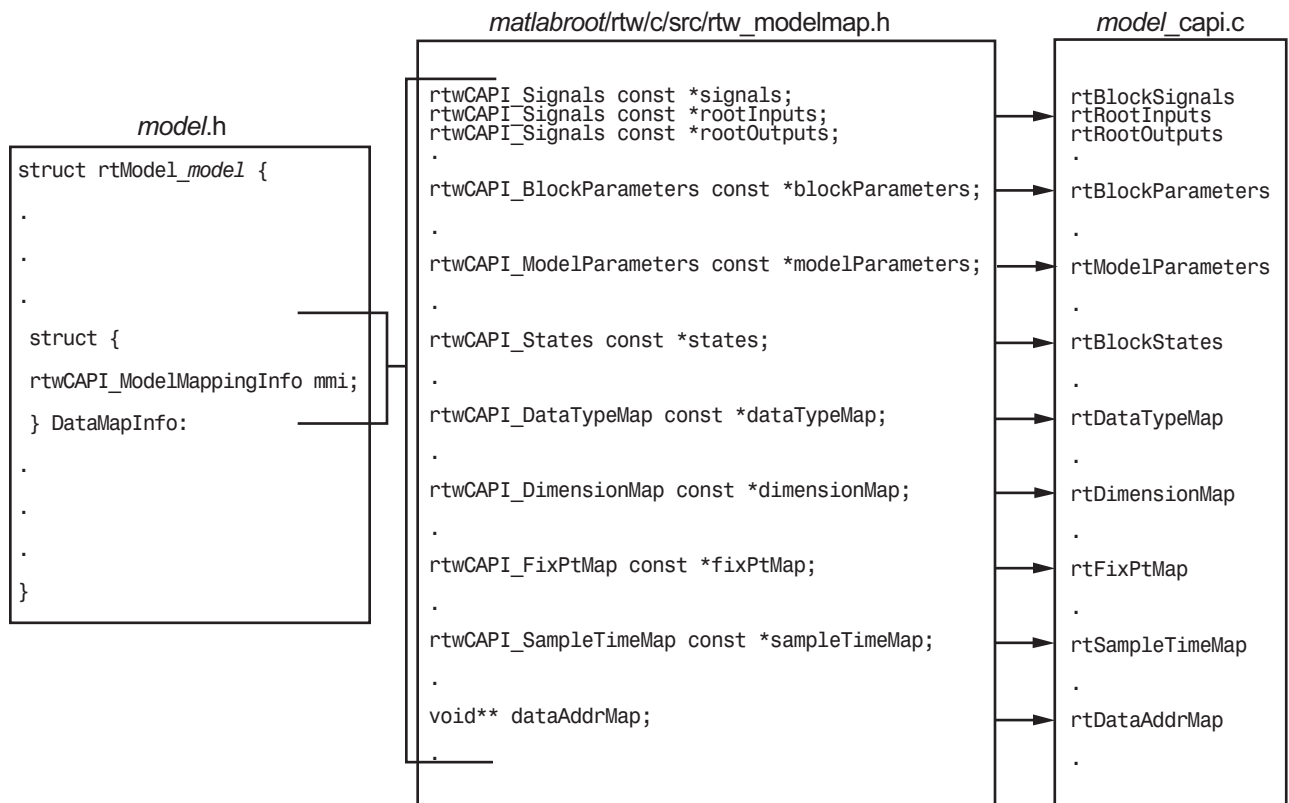 model.h
struct rtModel_model {
.
.
.
struct {
rtwCAPI_ModelMappingInfo mmi;
} DataMapInfo:
.
.
.
}
matlabroot/rtw/c/src/rtw_modelmap.h
rtwCAPI_Signals const *signals;
rtwCAPI_Signals const *rootInputs;
rtwCAPI_Signals const *rootOutputs;
.
rtwCAPI_BlockParameters const *blockParameters;
.
rtwCAPI_ModelParameters const *modelParameters;
.
rtwCAPI_States const *states;
.
rtwCAPI_DataTypeMap const *dataTypeMap;
.
rtwCAPI_DimensionMap const *dimensionMap;
.
rtwCAPI_FixPtMap const *fixPtMap;
.
rtwCAPI_SampleTimeMap const *sampleTimeMap;
.
void** dataAddrMap;
.
model_capi.c
rtBlockSignals
rtRootInputs
rtRootOutputs
.
rtBlockParameters
.
rtModelParameters
.
rtBlockStates
.
rtDataTypeMap
.
rtDimensionMap
.
rtFixPtMap
.
rtSampleTimeMap
.
rtDataAddrMap
.